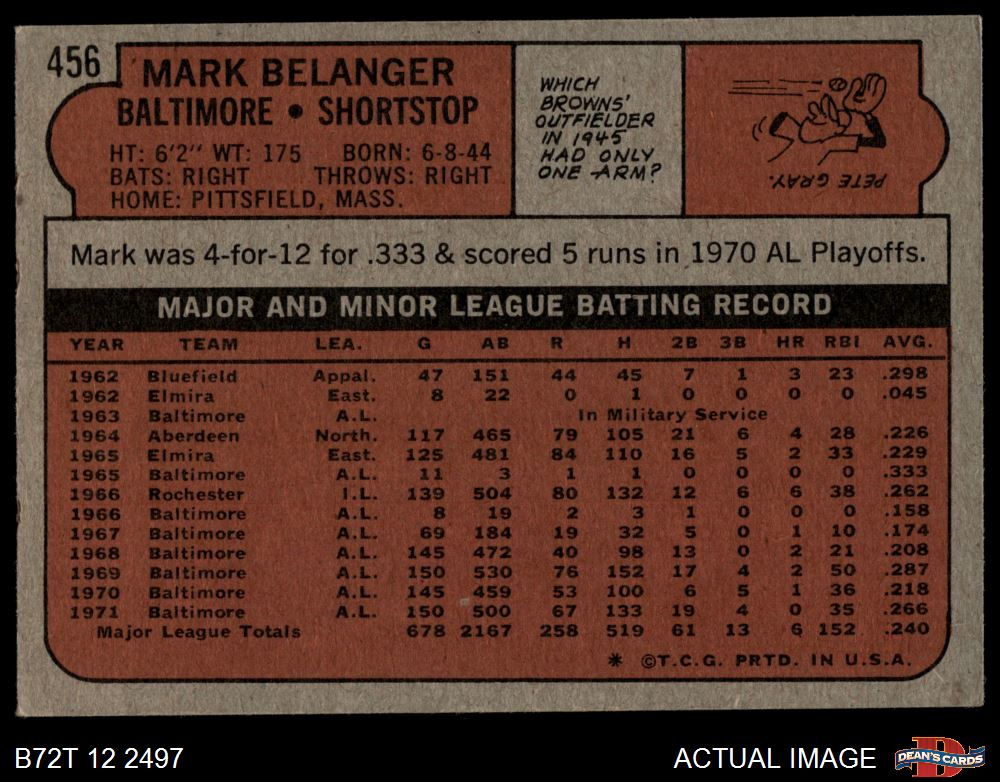 456
MARK BELANGER
BALTIMORE • SHORTSTOP
HT: 6'2" WT: 175 BORN: 6-8-44
BATS: RIGHT THROWS: RIGHT
HOME: PITTSFIELD, MASS.
WHICH
BROWNS'
OUTFIELDER
IN 1945
HAD ONLY
ONE ARM?
PETE GRAY.
Mark was 4-for-12 for .333 & scored 5 runs in 1970 AL Playoffs.
MAJOR AND MINOR LEAGUE BATTING RECORD
YEAR TEAM LEA. G AB R H 2B 3B HR RBI AVG.
1962 Bluefield Appal. 47 151 44 45 7 1 3 23 .298
1962 Elmira East. 8 22 0 1 0 0 0 0 .045
1963 Baltimore A.L. In Military Service
1964 Aberdeen North. 117 465 79 105 21 6 4 28 .226
1965 Elmira East. 125 481 84 110 16 5 2 33 .229
1965 Baltimore A.L. 11 3 1 1 0 0 0 0 .333
1966 Rochester I.L. 139 504 80 132 12 6 6 38 .262
1966 Baltimore A.L. 8 19 2 3 1 0 0 0 .158
1967 Baltimore A.L. 69 184 19 32 5 0 1 10 .174
1968 Baltimore A.L. 145 472 40 98 13 0 2 21 .208
1969 Baltimore A.L. 150 530 76 152 17 4 2 50 .287
1970 Baltimore A.L. 145 459 53 100 6 5 1 36 .218
1971 Baltimore A.L. 150 500 67 133 19 4 0 35 .266
Major League Totals 678 2167 258 519 61 13 6 152 .240
* ©T.C.G. PRTD. IN U.S.A.
B72T 12 2497
ACTUAL IMAGE
D
DEAN'S CARDS